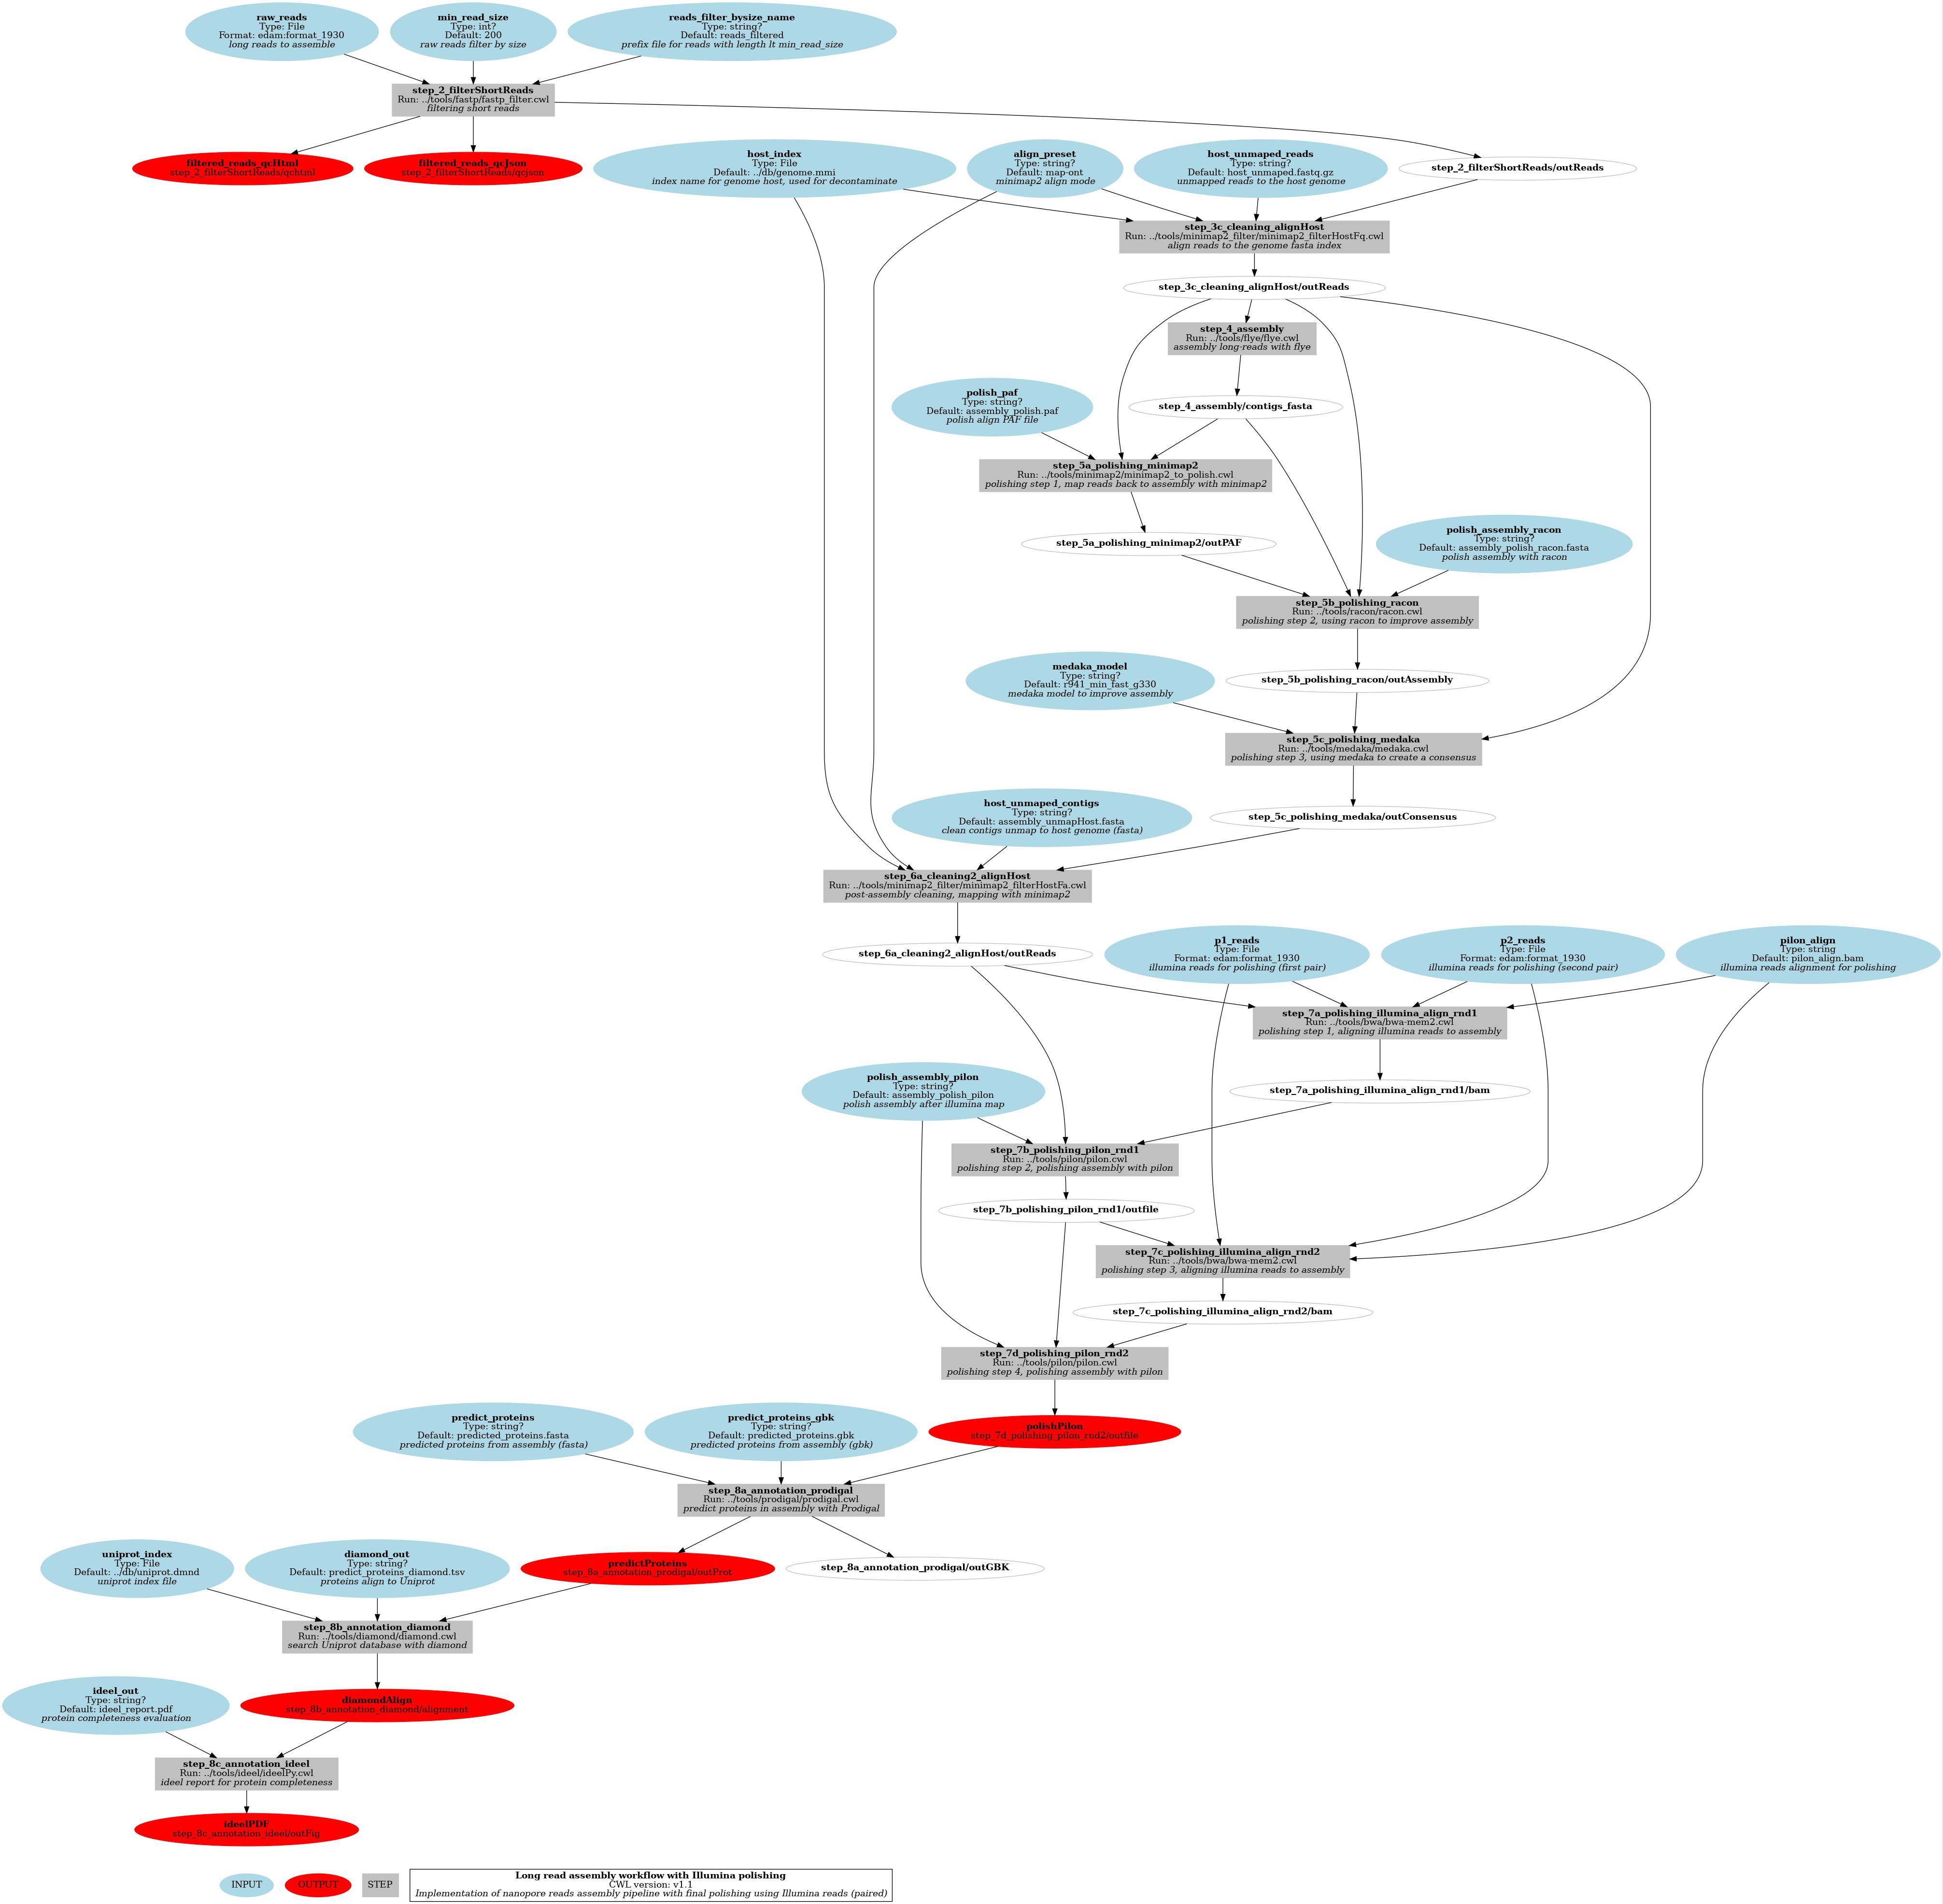 raw_reads
Type: File
Format: edam:format_1930
long reads to assemble
min_read_size
Type: int?
Default: 200
raw reads filter by size
reads_filter_bysize_name
Type: string?
Default: reads_filtered
prefix file for reads with length lt min_read_size
step_2_filterShortReads
Run: ../tools/fastp/fastp_filter.cwl
filtering short reads
filtered_reads_qcHtml
step_2_filterShortReads/qchtml
filtered_reads_qcJson
step_2_filterShortReads/qcjson
host_index
Type: File
Default: ../db/genome.mmi
index name for genome host, used for decontaminate
align_preset
Type: string?
Default: map-ont
minimap2 align mode
host_unmaped_reads
Type: string?
Default: host_unmaped.fastq.gz
unmapped reads to the host genome
step_2_filterShortReads/outReads
step_3c_cleaning_alignHost
Run: ../tools/minimap2_filter/minimap2_filterHostFq.cwl
align reads to the genome fasta index
step_3c_cleaning_alignHost/outReads
step_4_assembly
Run: ../tools/flye/flye.cwl
assembly long-reads with flye
polish_paf
Type: string?
Default: assembly_polish.paf
polish align PAF file
step_4_assembly/contigs_fasta
step_5a_polishing_minimap2
Run: ../tools/minimap2/minimap2_to_polish.cwl
polishing step 1, map reads back to assembly with minimap2
step_5a_polishing_minimap2/outPAF
polish_assembly_racon
Type: string?
Default: assembly_polish_racon.fasta
polish assembly with racon
step_5b_polishing_racon
Run: ../tools/racon/racon.cwl
polishing step 2, using racon to improve assembly
medaka_model
Type: string?
Default: r941_min_fast_g330
medaka model to improve assembly
step_5b_polishing_racon/outAssembly
step_5c_polishing_medaka
Run: ../tools/medaka/medaka.cwl
polishing step 3, using medaka to create a consensus
host_unmaped_contigs
Type: string?
Default: assembly_unmapHost.fasta
clean contigs unmap to host genome (fasta)
step_5c_polishing_medaka/outConsensus
step_6a_cleaning2_alignHost
Run: ../tools/minimap2_filter/minimap2_filterHostFa.cwl
post-assembly cleaning, mapping with minimap2
step_6a_cleaning2_alignHost/outReads
p1_reads
Type: File
Format: edam:format_1930
illumina reads for polishing (first pair)
p2_reads
Type: File
Format: edam:format_1930
illumina reads for polishing (second pair)
pilon_align
Type: string
Default: pilon_align.bam
illumina reads alignment for polishing
step_7a_polishing_illumina_align_rnd1
Run: ../tools/bwa/bwa-mem2.cwl
polishing step 1, aligning illumina reads to assembly
polish_assembly_pilon
Type: string?
Default: assembly_polish_pilon
polish assembly after illumina map
step_7a_polishing_illumina_align_rnd1/bam
step_7b_polishing_pilon_rnd1
Run: ../tools/pilon/pilon.cwl
polishing step 2, polishing assembly with pilon
step_7b_polishing_pilon_rnd1/outfile
step_7c_polishing_illumina_align_rnd2
Run: ../tools/bwa/bwa-mem2.cwl
polishing step 3, aligning illumina reads to assembly
step_7c_polishing_illumina_align_rnd2/bam
step_7d_polishing_pilon_rnd2
Run: ../tools/pilon/pilon.cwl
polishing step 4, polishing assembly with pilon
predict_proteins
Type: string?
Default: predicted_proteins.fasta
predicted proteins from assembly (fasta)
predict_proteins_gbk
Type: string?
Default: predicted_proteins.gbk
predicted proteins from assembly (gbk)
polishPilon
step_7d_polishing_pilon_rnd2/outfile
step_8a_annotation_prodigal
Run: ../tools/prodigal/prodigal.cwl
predict proteins in assembly with Prodigal
uniprot_index
Type: File
Default: ../db/uniprot.dmnd
uniprot index file
diamond_out
Type: string?
Default: predict_proteins_diamond.tsv
proteins align to Uniprot
predictProteins
step_8a_annotation_prodigal/outProt
step_8a_annotation_prodigal/outGBK
step_8b_annotation_diamond
Run: ../tools/diamond/diamond.cwl
search Uniprot database with diamond
ideel_out
Type: string?
Default: ideel_report.pdf
protein completeness evaluation
diamondAlign
step_8b_annotation_diamond/alignment
step_8c_annotation_ideel
Run: ../tools/ideel/ideelPy.cwl
ideel report for protein completeness
ideelPDF
step_8c_annotation_ideel/outFig
INPUT
OUTPUT
STEP
Long read assembly workflow with Illumina polishing
CWL version: v1.1
Implementation of nanopore reads assembly pipeline with final polishing using Illumina reads (paired)